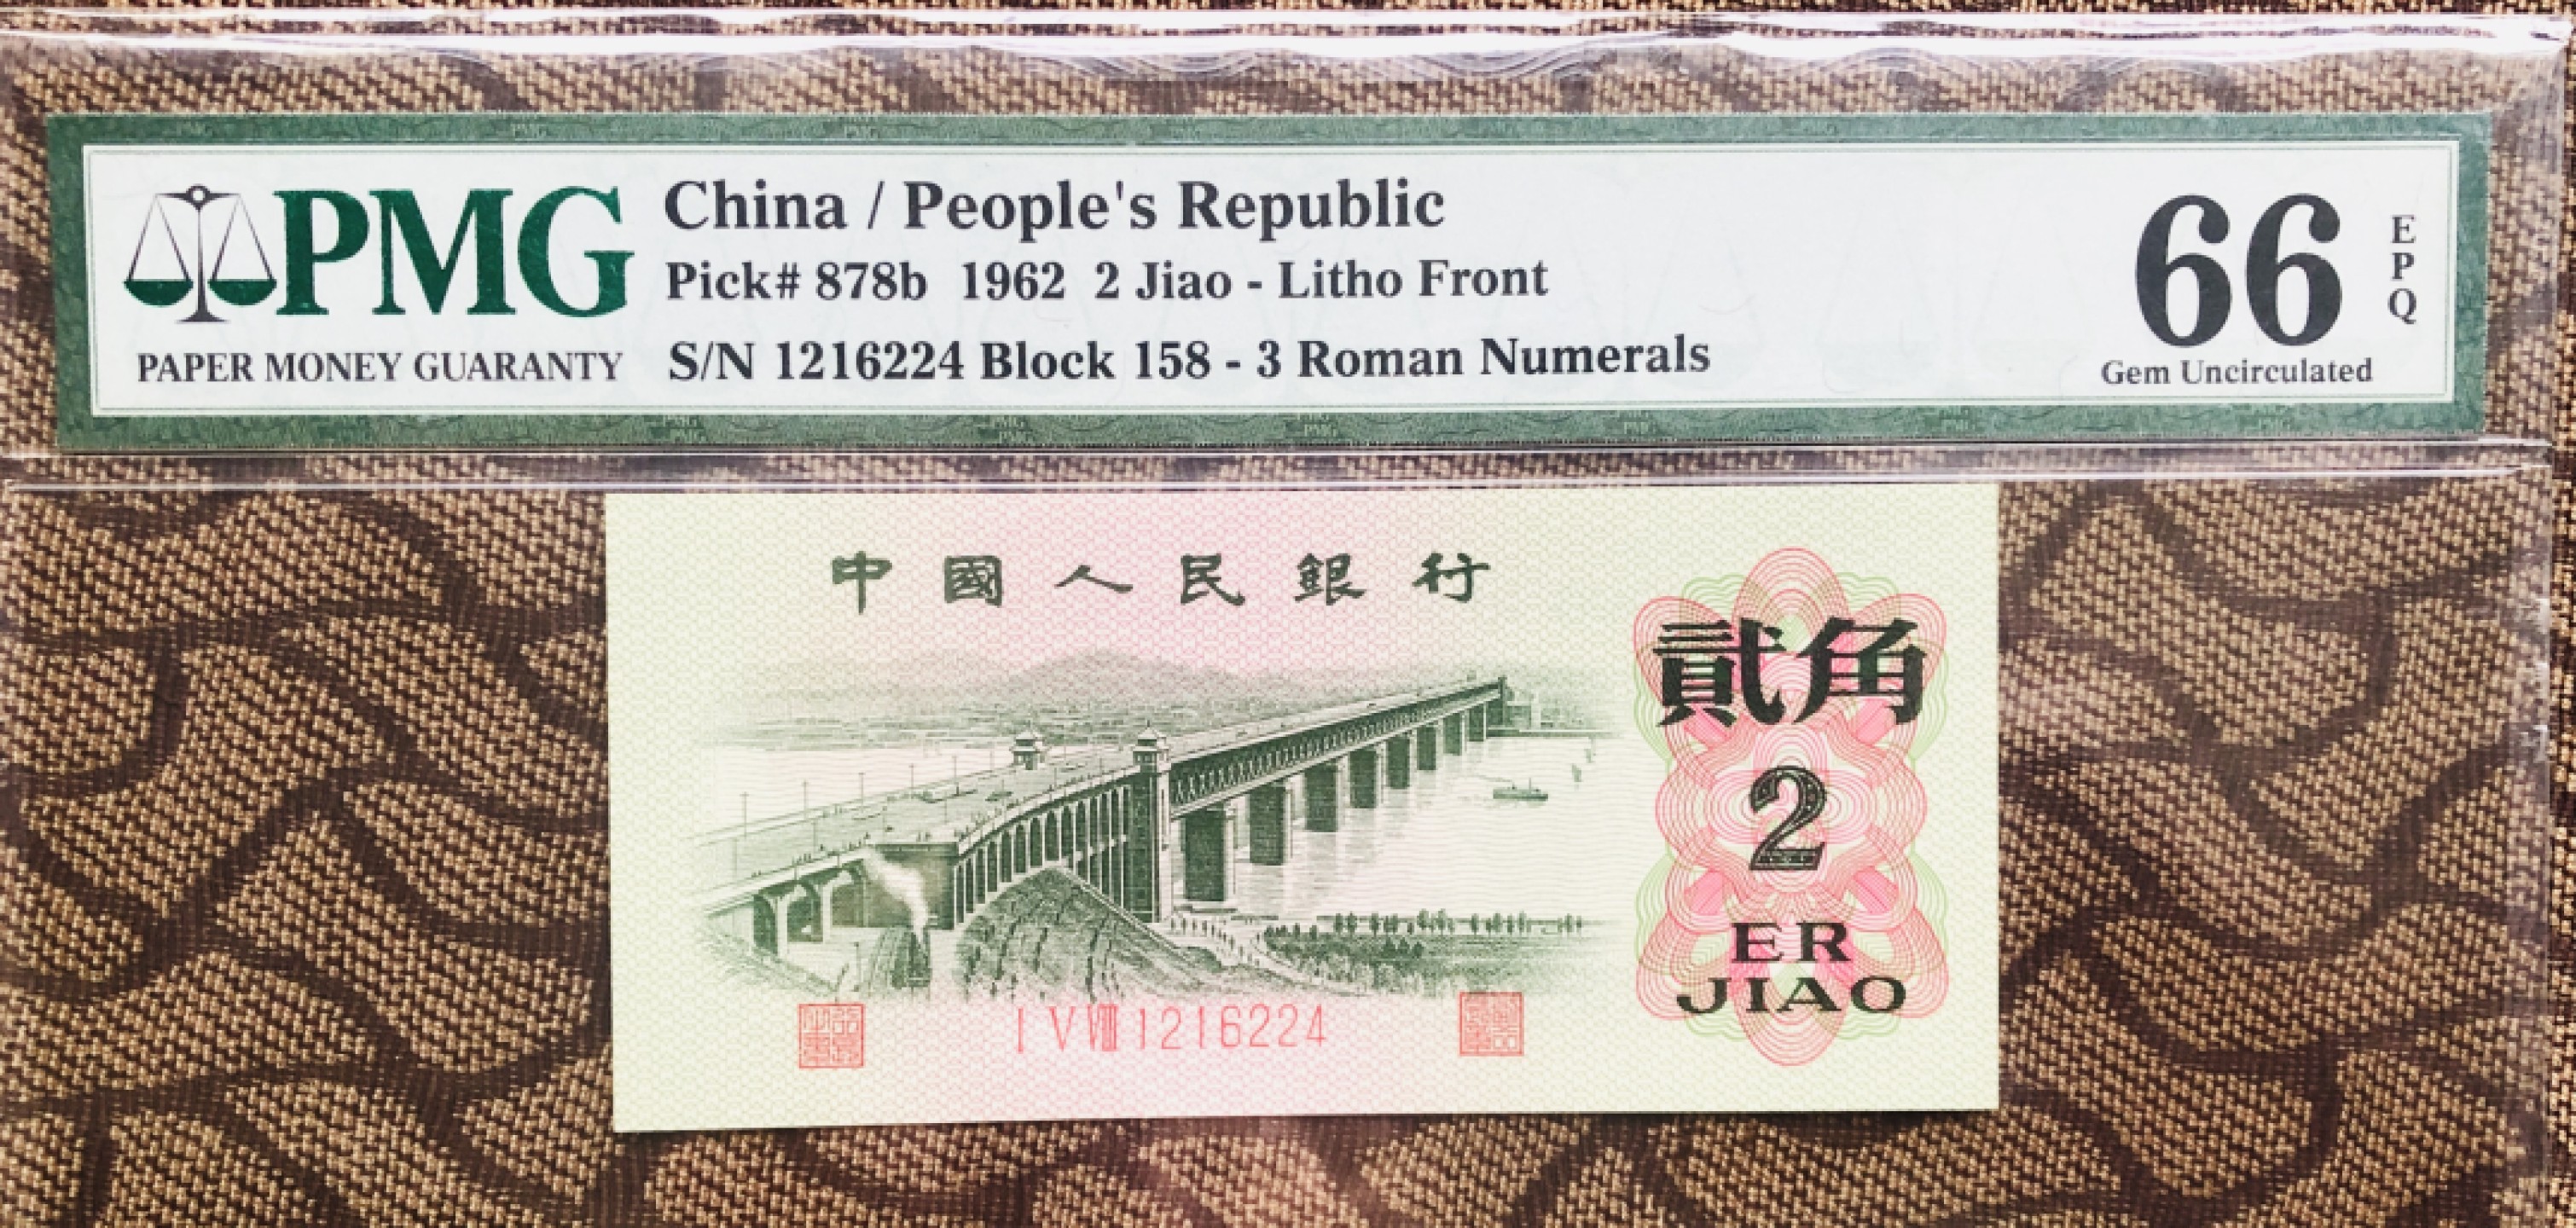 PMG
PAPER MONEY GUARANTY
China / People's Republic
Pick# 878b 1962 2 Jiao - Litho Front
S/N 1216224 Block 158 - 3 Roman Numerals
66
EPQ
Gem Uncirculated
中國人民銀行
貳角
2
ER
JIAO
I V VIII 1216224